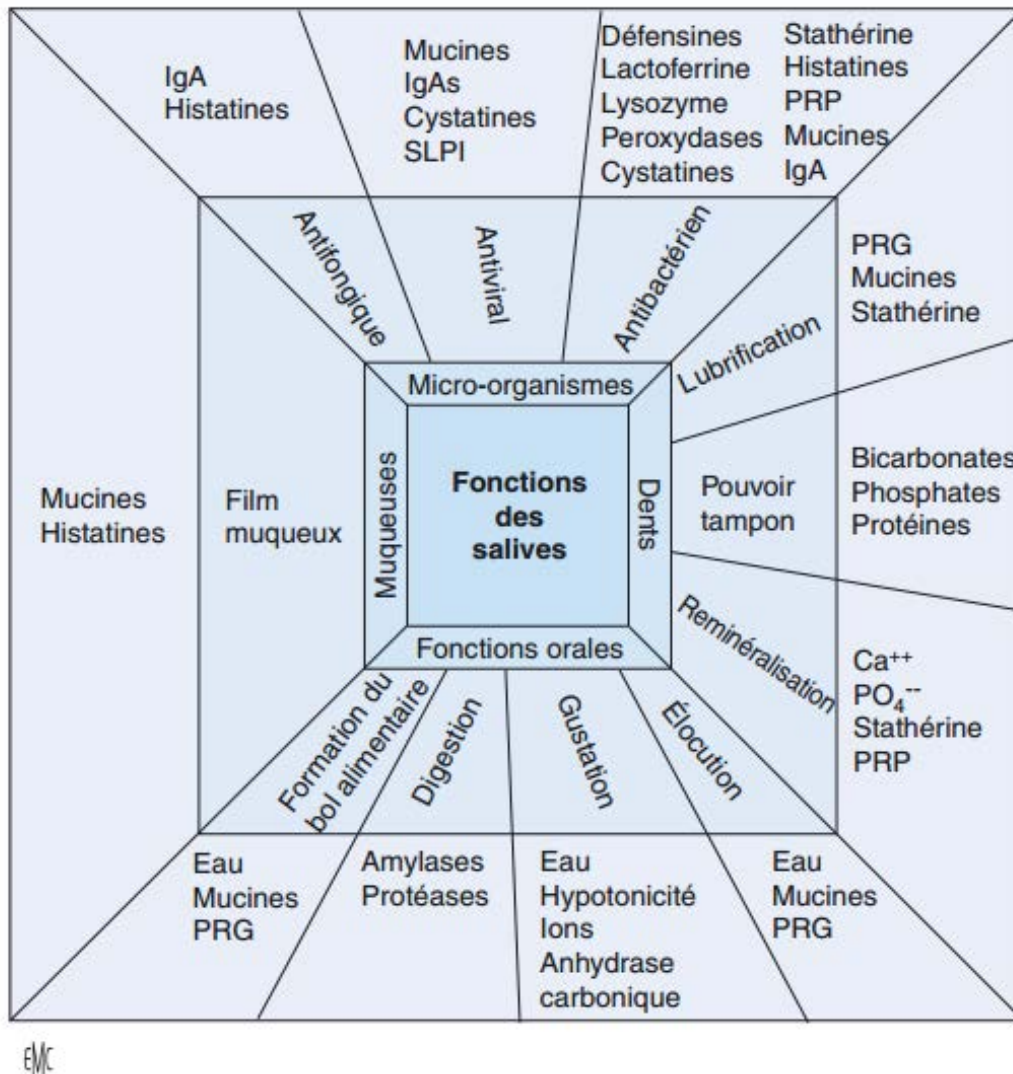 IgA
Histatines
Mucines
IgAs
Cystatines
SLPI
Défensines
Lactoferrine
Lysozyme
Peroxydases
Cystatines
Stathérine
Histatines
PRP
Mucines
IgA
Antifongique
Antiviral
Antibactérien
PRG
Mucines
Stathérine
Lubrification
Micro-organismes
Mucines
Histatines
Film
muqueux
Muqueuses
Fonctions
des
salives
Dents
Pouvoir
tampon
Bicarbonates
Phosphates
Protéines
Fonctions orales
Reminéralisation
Ca⁺⁺
PO₄⁻⁻
Stathérine
PRP
Formation du
bol alimentaire
Digestion
Gustation
Élocution
Eau
Mucines
PRG
Amylases
Protéases
Eau
Hypotonicité
Ions
Anhydrase
carbonique
Eau
Mucines
PRG
EMC